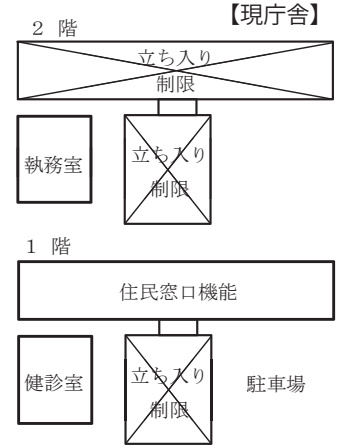 【現庁舎】
２ 階
立ち入り
制限
執務室
立ち入り
制限
１ 階
住民窓口機能
健診室
立ち入り
制限
駐車場